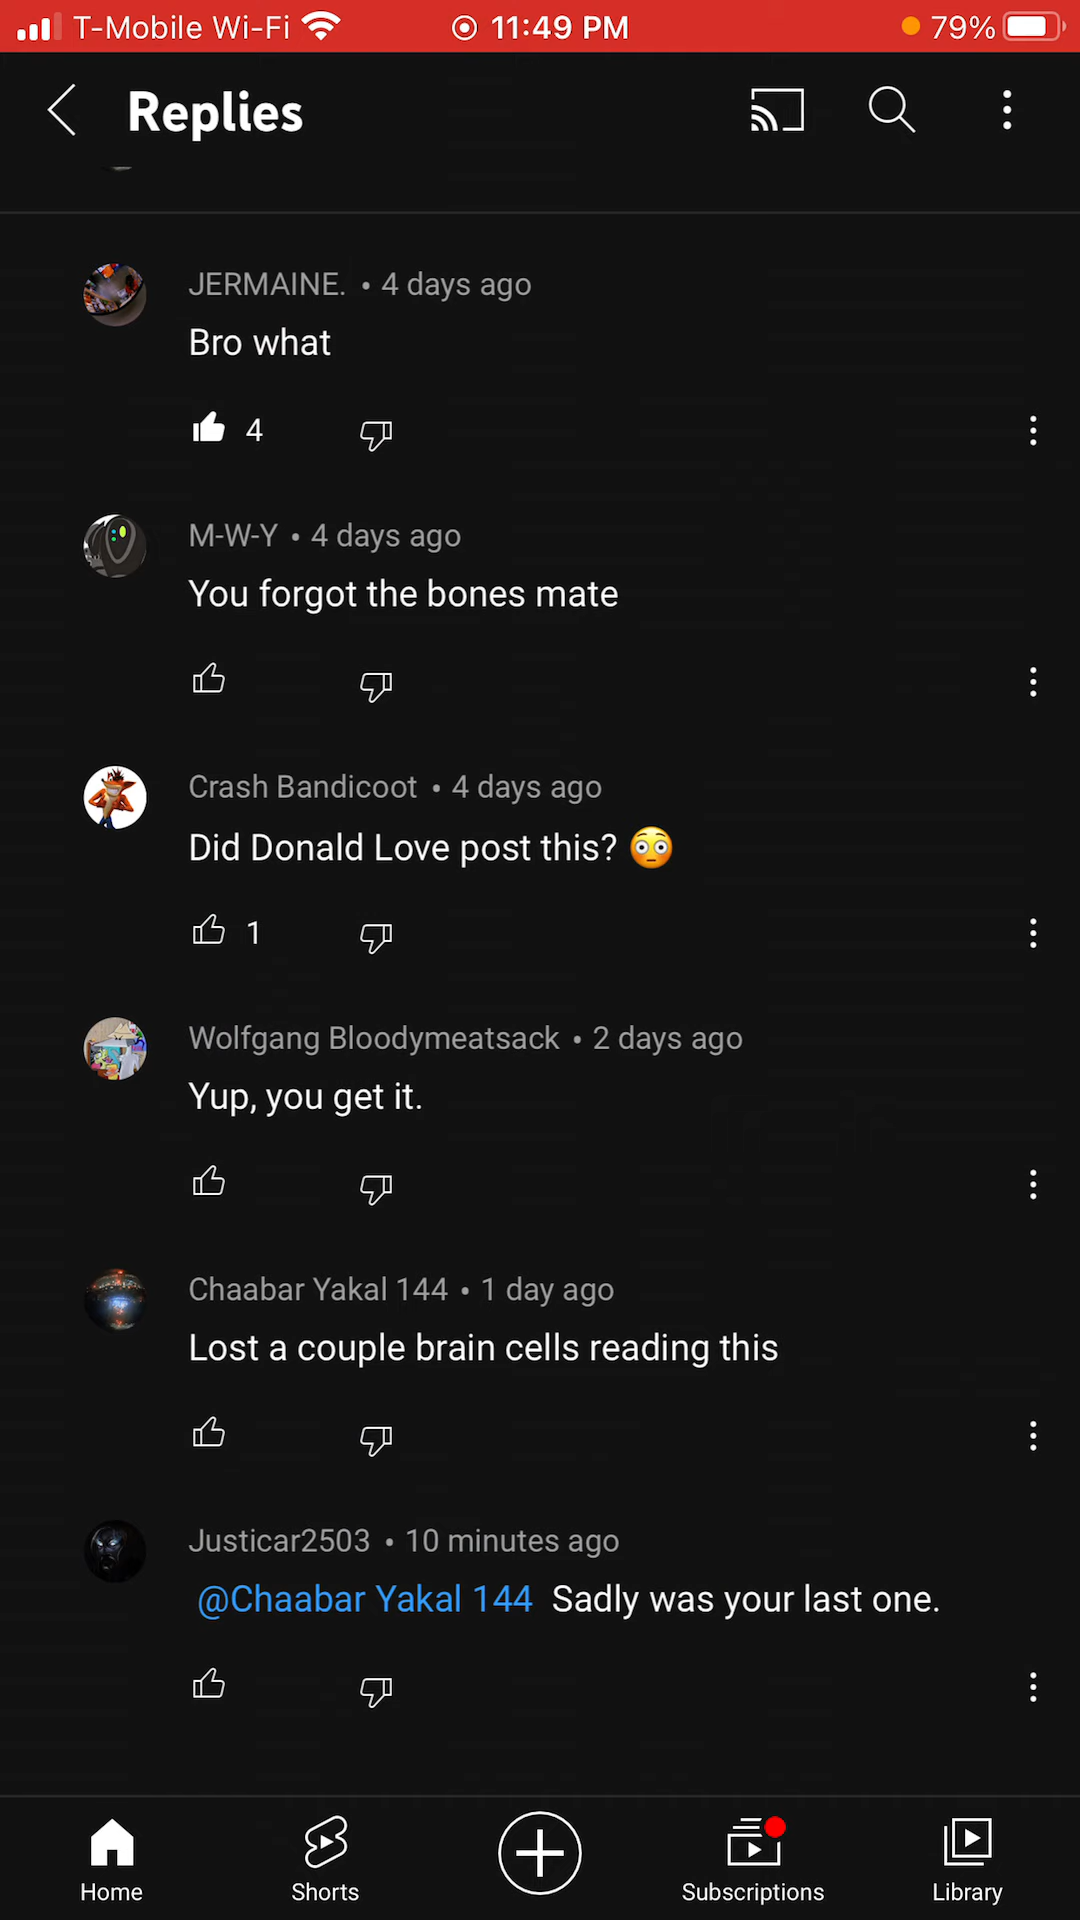 T-Mobile Wi-Fi 11:49 PM 79%
Replies
JERMAINE. • 4 days ago
Bro what
4
M-W-Y • 4 days ago
You forgot the bones mate
Crash Bandicoot • 4 days ago
Did Donald Love post this? 😳
1
Wolfgang Bloodymeatsack • 2 days ago
Yup, you get it.
Chaabar Yakal 144 • 1 day ago
Lost a couple brain cells reading this
Justicar2503 • 10 minutes ago
@Chaabar Yakal 144 Sadly was your last one.
Home Shorts Subscriptions Library